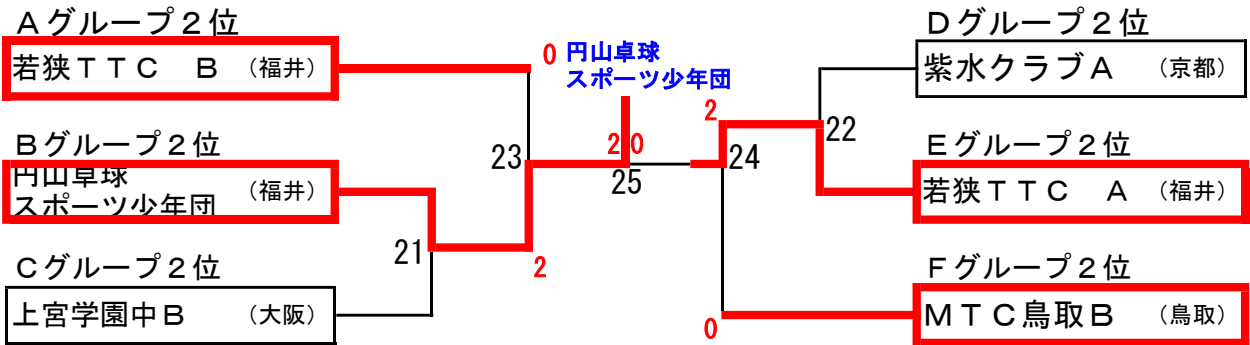 Aグループ2位
若狭TTC B (福井)
Bグループ2位
円山卓球
スポーツ少年団 (福井)
Cグループ2位
上宮学園中B (大阪)
21
23
0
2
円山卓球
スポーツ少年団
2 0
25
2
24
22
0
Dグループ2位
紫水クラブA (京都)
Eグループ2位
若狭TTC A (福井)
Fグループ2位
MTC鳥取B (鳥取)